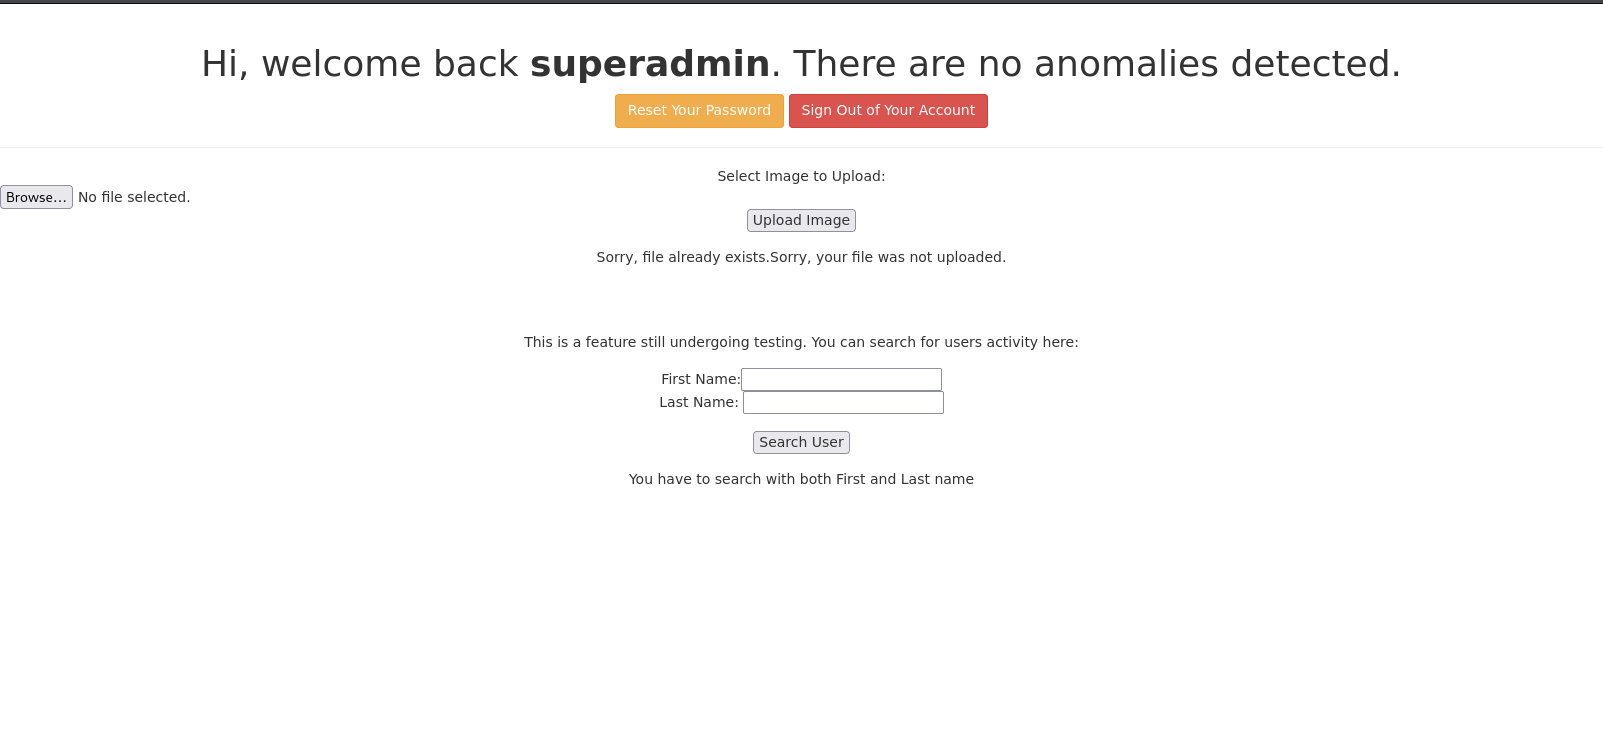 Hi, welcome back superadmin. There are no anomalies detected.
Reset Your Password Sign Out of Your Account
Select Image to Upload:
Browse... No file selected.
Upload Image
Sorry, file already exists.Sorry, your file was not uploaded.
This is a feature still undergoing testing. You can search for users activity here:
First Name:
Last Name:
Search User
You have to search with both First and Last name